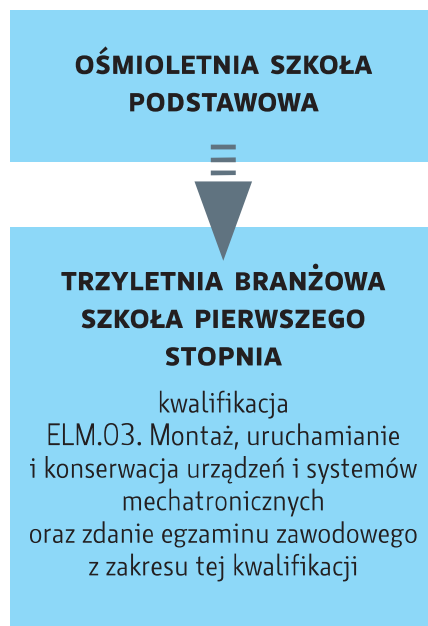 OŚMIOLETNIA SZKOŁA
PODSTAWOWA
TRZYLETNIA BRANŻOWA
SZKOŁA PIERWSZEGO
STOPNIA
kwalifikacja
ELM.03. Montaż, uruchamianie
i konserwacja urządzeń i systemów
mechatronicznych
oraz zdanie egzaminu zawodowego
z zakresu tej kwalifikacji